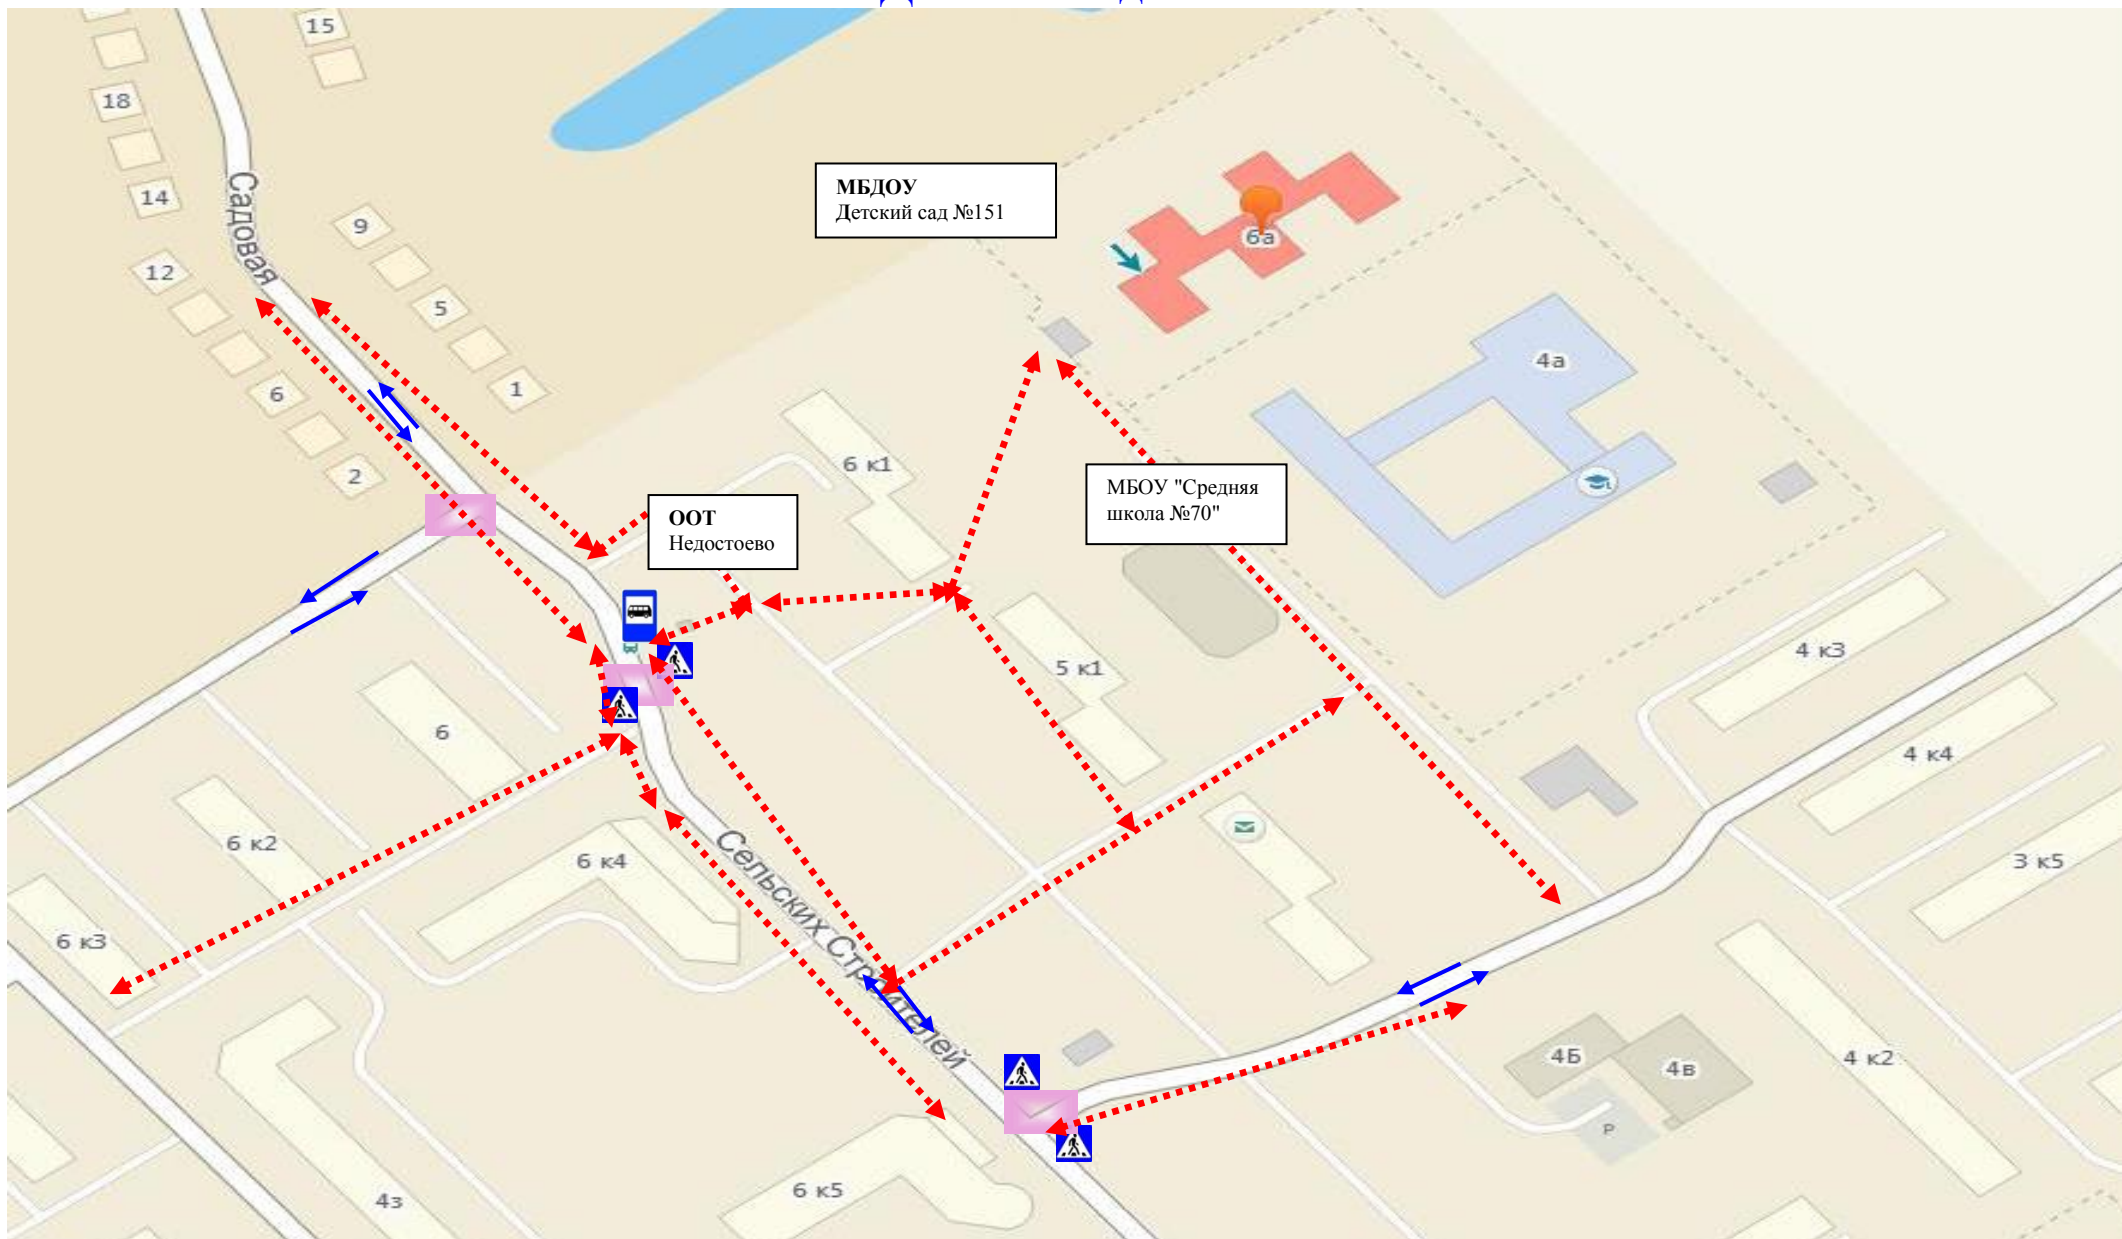 15
18
14
Садовая
9
12
5
6
1
2
МБДОУ
Детский сад №151
6а
4а
6 к1
ООТ
Недостоево
МБОУ "Средняя
школа №70"
5 к1
4 к3
6
4 к4
6 к2
6 к4
3 к5
6 к3
Сельских Строителей
4Б
4в
4 к2
P
6 к5
4з